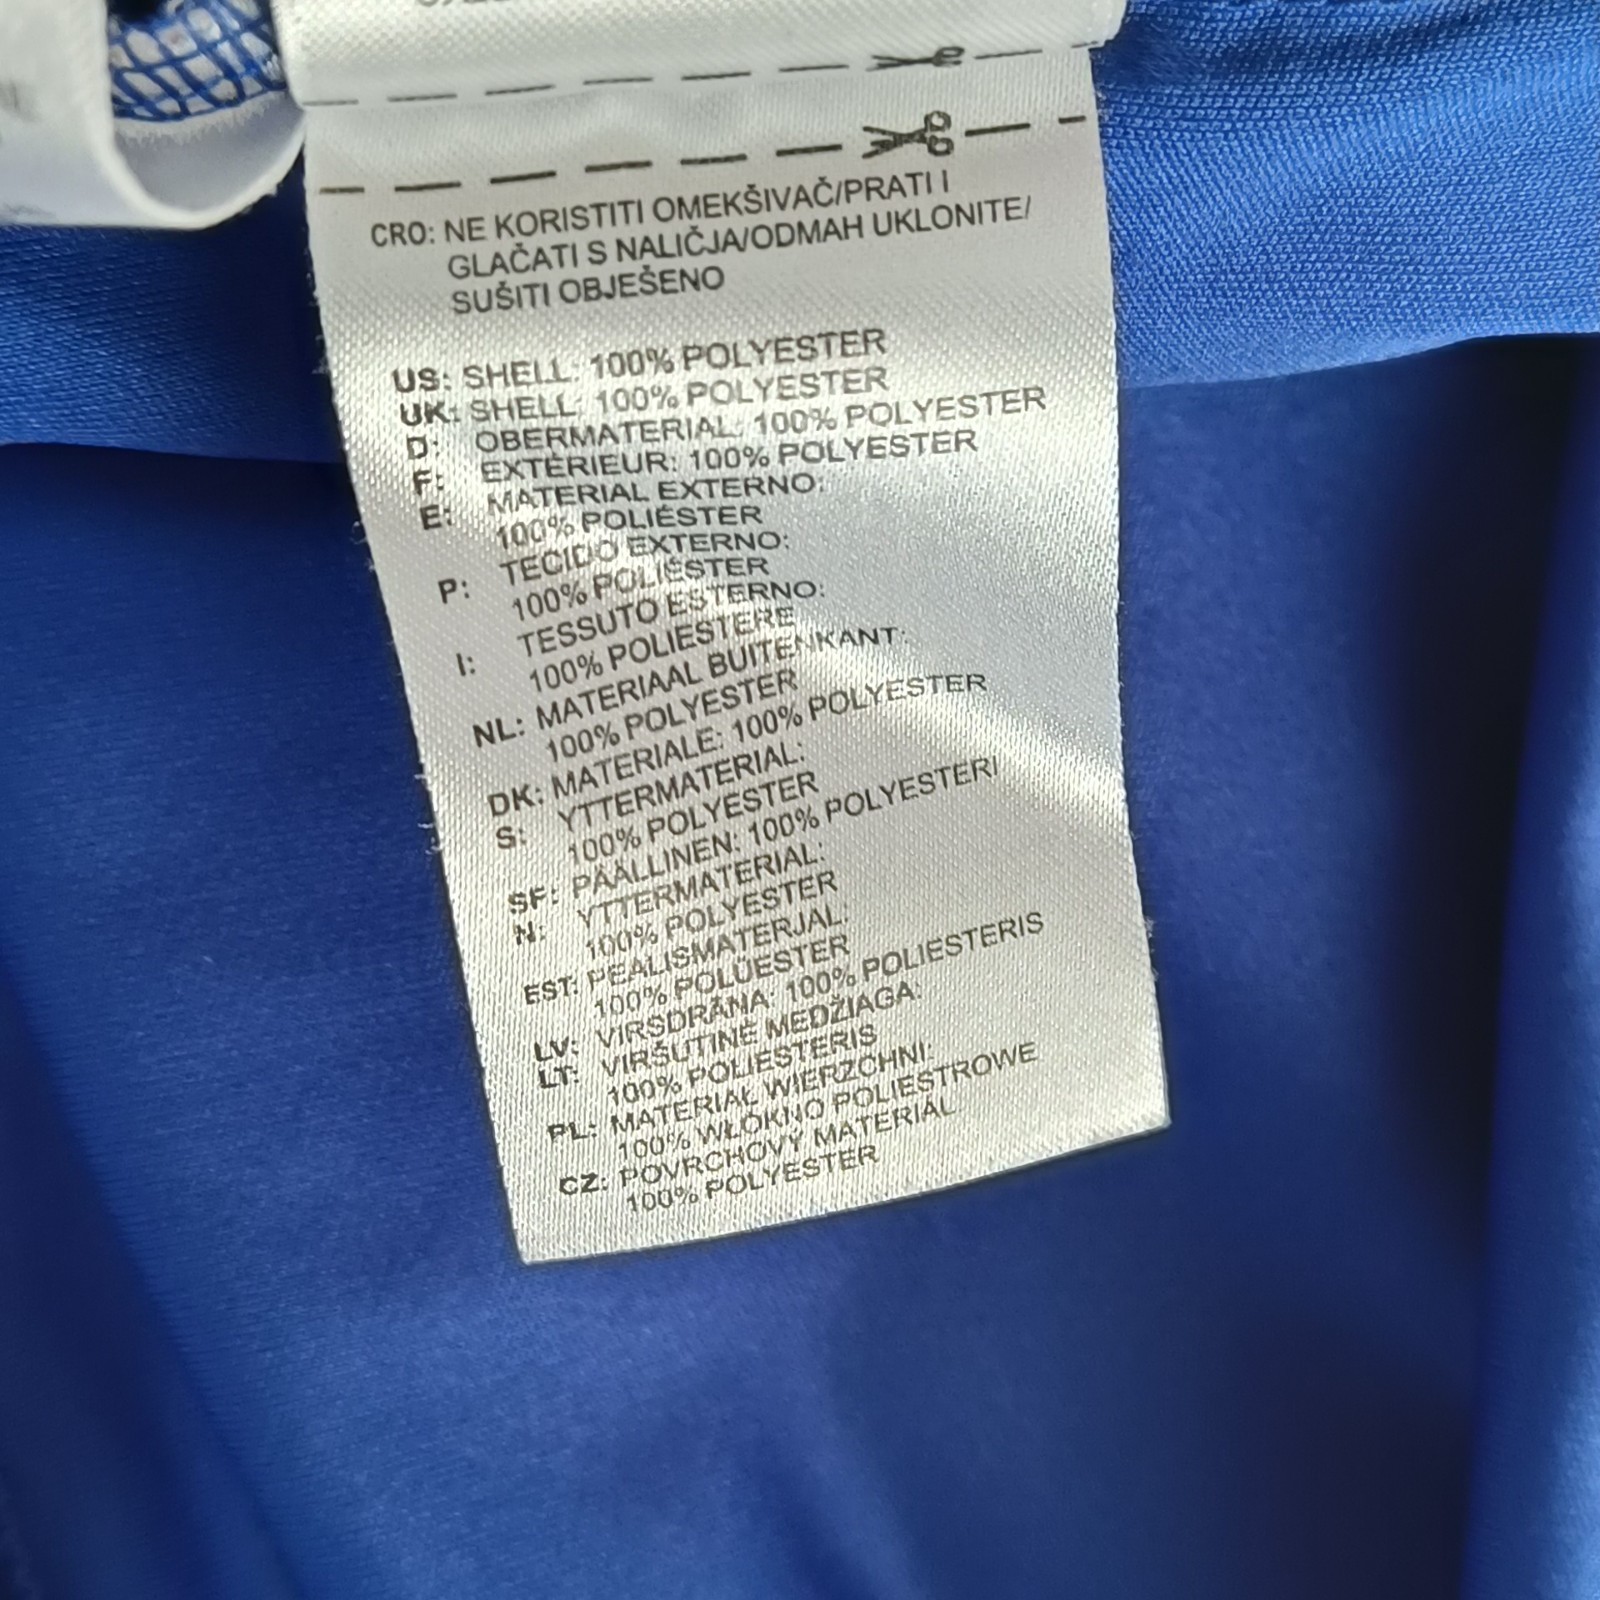 CRO: NE KORISTITI OMEKŠIVAČ/PRATI I
GLAČATI S NALIČJA/ODMAH UKLONITE/
SUŠITI OBJEŠENO
US: SHELL: 100% POLYESTER
UK: SHELL: 100% POLYESTER
D: OBERMATERIAL: 100% POLYESTER
F: EXTÉRIEUR: 100% POLYESTER
E: MATERIAL EXTERNO:
100% POLIÉSTER
P: TECIDO EXTERNO:
100% POLIÉSTER
I: TESSUTO ESTERNO:
100% POLIESTERE
NL: MATERIAAL BUITENKANT:
100% POLYESTER
DK: MATERIALE: 100% POLYESTER
S: YTTERMATERIAL:
100% POLYESTER
SF: PÄÄLLINEN: 100% POLYESTERI
N: YTTERMATERIAL:
100% POLYESTER
EST: PEALISMATERJAL:
100% POLÜESTER
LV: VIRSDRĀNA: 100% POLIESTERIS
LT: VIRŠUTINĖ MEDŽIAGA:
100% POLIESTERIS
PL: MATERIAŁ WIERZCHNI:
100% WŁÓKNO POLIESTROWE
CZ: POVRCHOVÝ MATERIÁL
100% POLYESTER